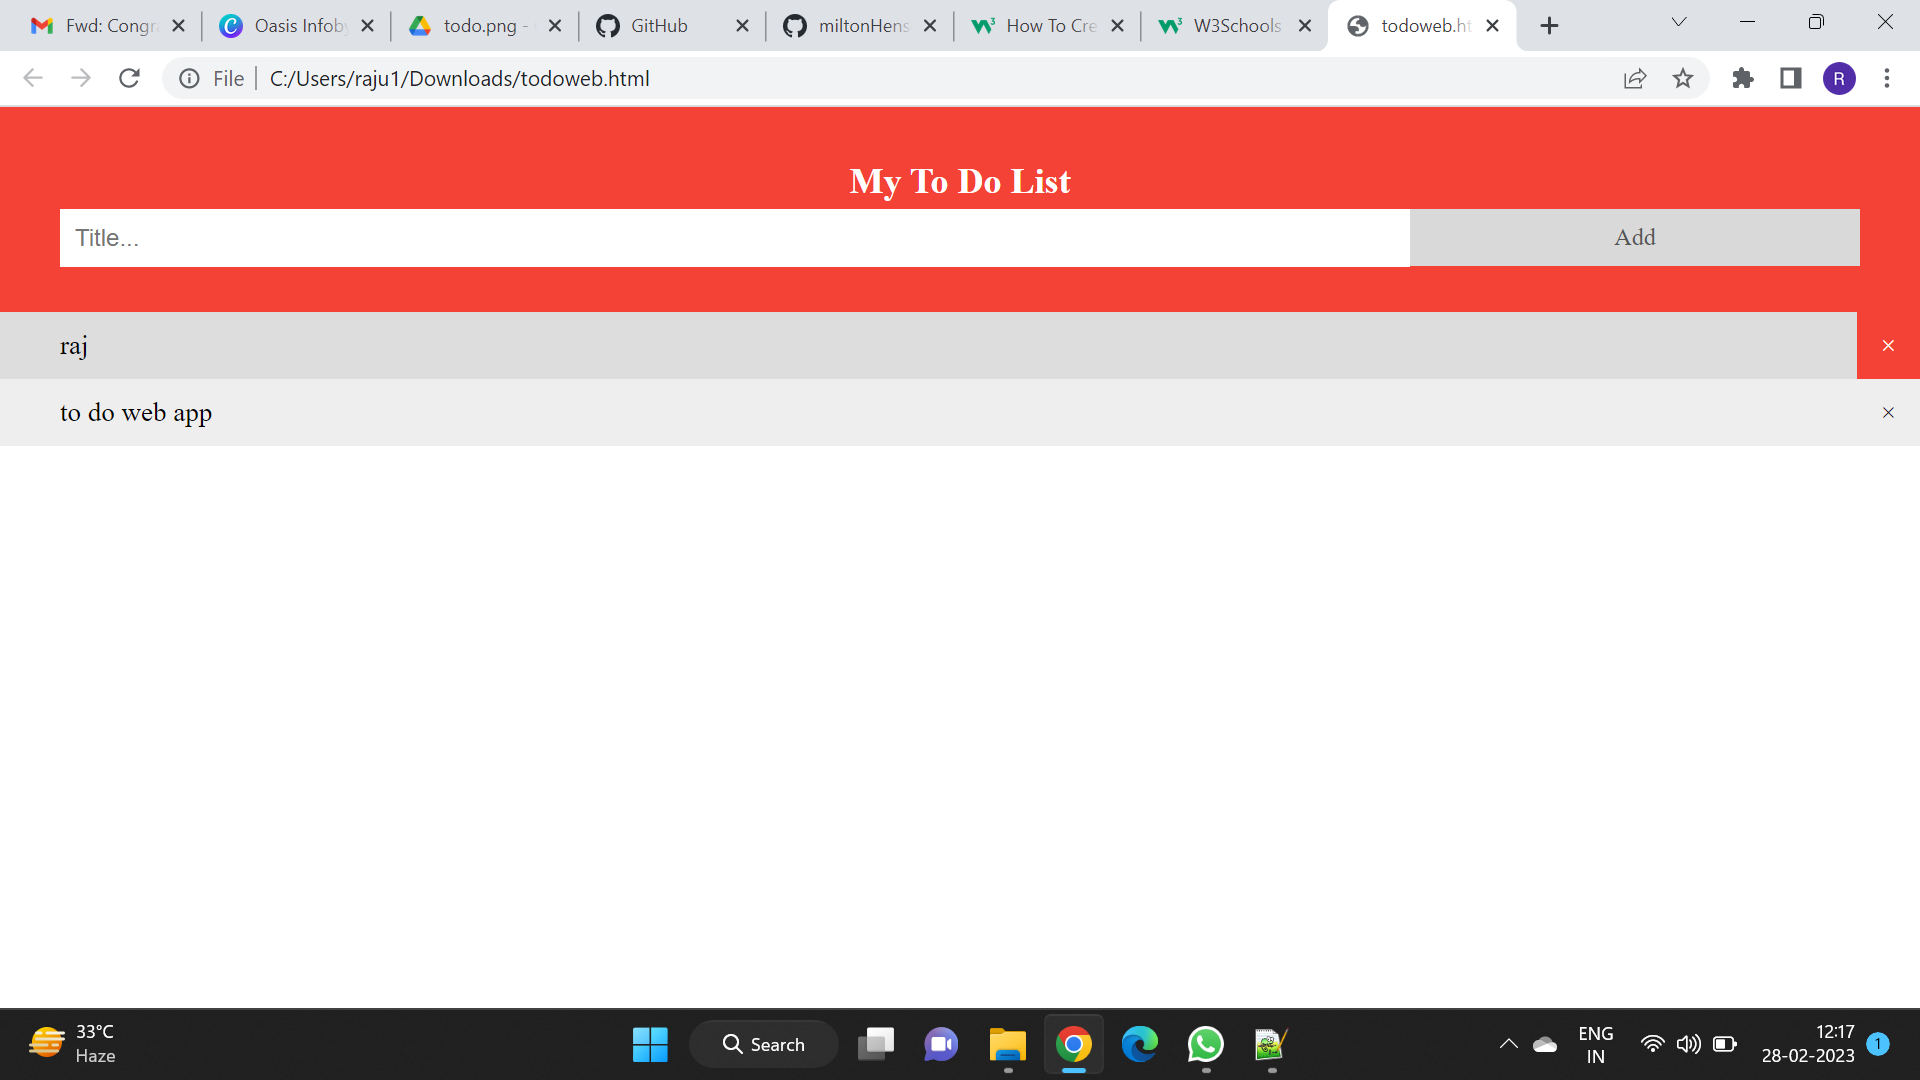 Fwd: Congr
Oasis Infob
todo.png -
GitHub
miltonHens
How To Cre
W3Schools
todoweb.ht
File
C:/Users/raju1/Downloads/todoweb.html
R
My To Do List
Title...
Add
raj
×
to do web app
×
33°C
Haze
Search
ENG
IN
12:17
28-02-2023
1